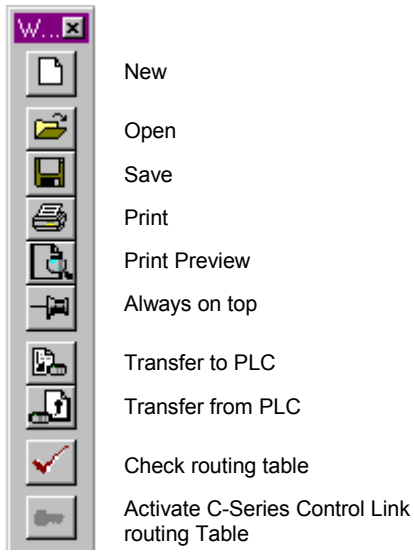 W...
New
Open
Save
Print
Print Preview
Always on top
Transfer to PLC
Transfer from PLC
Check routing table
Activate C-Series Control Link
routing Table